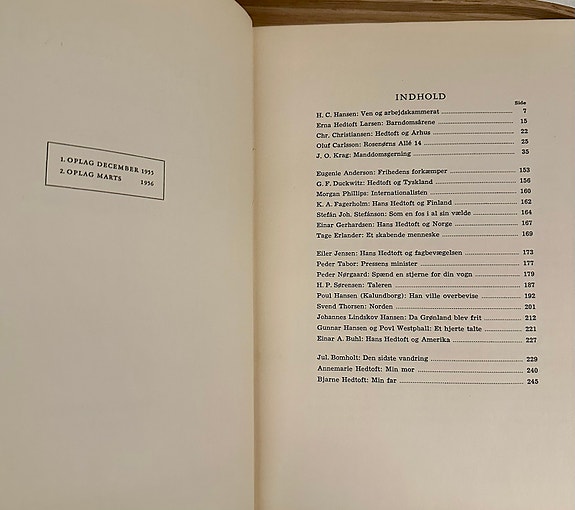 1. OPLAG DECEMBER 1955
2. OPLAG MARTS 1956
INDHOLD
Side
H. C. Hansen: Ven og arbejdskammerat 7
Erna Hedtoft Larsen: Barndomsårene 15
Chr. Christiansen: Hedtoft og Århus 22
Oluf Carlsson: Rosenørns Allé 14 25
J. O. Krag: Manddomsgerning 35
Eugenie Anderson: Frihedens forkæmper 153
G. F. Duckwitz: Hedtoft og Tyskland 156
Morgan Phillips: Internationalisten 160
K. A. Fagerholm: Hans Hedtoft og Finland 162
Stefán Joh. Stefánson: Som en fos i al sin vælde 164
Einar Gerhardsen: Hans Hedtoft og Norge 167
Tage Erlander: Et skabende menneske 169
Eiler Jensen: Hans Hedtoft og fagbevægelsen 173
Peder Tabor: Pressens minister 177
Peder Nørgaard: Spænd en stjerne for din vogn 179
H. P. Sørensen: Taleren 187
Poul Hansen (Kalundborg): Han ville overbevise 192
Svend Thorsen: Norden 201
Johannes Lindskov Hansen: Da Grønland blev frit 212
Gunnar Hansen og Povl Westphall: Et hjerte talte 221
Einar A. Buhl: Hans Hedtoft og Amerika 227
Jul. Bomholt: Den sidste vandring 229
Annemarie Hedtoft: Min mor 240
Bjarne Hedtoft: Min far 245